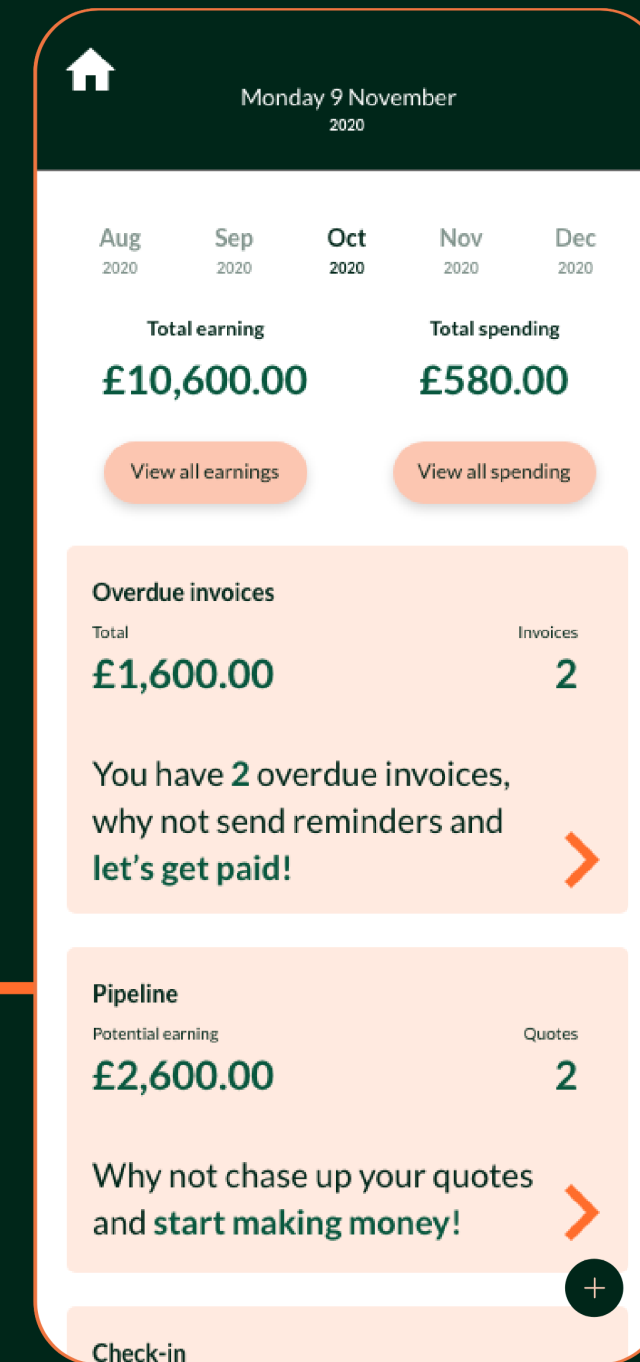 Monday 9 November
2020
Aug Sep Oct Nov Dec
2020 2020 2020 2020 2020
Total earning Total spending
£10,600.00 £580.00
View all earnings View all spending
Overdue invoices
Total Invoices
£1,600.00 2
You have 2 overdue invoices,
why not send reminders and
let’s get paid!
Pipeline
Potential earning Quotes
£2,600.00 2
Why not chase up your quotes
and start making money!
+
Check-in